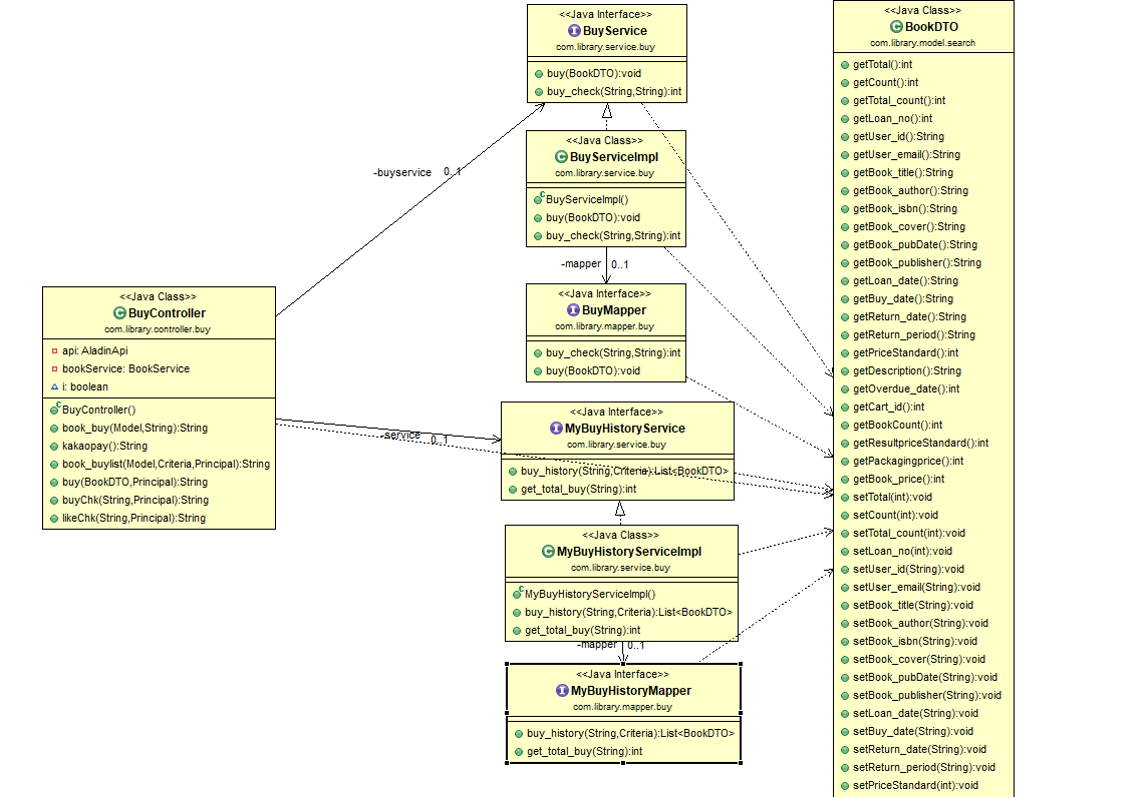 <<Java Interface>>
BuyService
com.library.service.buy
buy(BookDTO):void
buy_check(String,String):int
<<Java Class>>
BuyServiceImpl
com.library.service.buy
BuyServiceImpl()
buy(BookDTO):void
buy_check(String,String):int
-mapper 0..1
<<Java Interface>>
BuyMapper
com.library.mapper.buy
buy_check(String,String):int
buy(BookDTO):void
-buyservice 0..1
<<Java Class>>
BuyController
com.library.controller.buy
api: AladinApi
bookService: BookService
i: boolean
BuyController()
book_buy(Model,String):String
kakaopay():String
book_buylist(Model,Criteria,Principal):String
buy(BookDTO,Principal):String
buyChk(String,Principal):String
likeChk(String,Principal):String
-service 0..1
<<Java Interface>>
MyBuyHistoryService
com.library.service.buy
buy_history(String,Criteria):List<BookDTO>
get_total_buy(String):int
<<Java Class>>
MyBuyHistoryServiceImpl
com.library.service.buy
MyBuyHistoryServiceImpl()
buy_history(String,Criteria):List<BookDTO>
get_total_buy(String):int
-mapper 0..1
<<Java Interface>>
MyBuyHistoryMapper
com.library.mapper.buy
buy_history(String,Criteria):List<BookDTO>
get_total_buy(String):int
<<Java Class>>
BookDTO
com.library.model.search
getTotal():int
getCount():int
getTotal_count():int
getLoan_no():int
getUser_id():String
getUser_email():String
getBook_title():String
getBook_author():String
getBook_isbn():String
getBook_cover():String
getBook_pubDate():String
getBook_publisher():String
getLoan_date():String
getBuy_date():String
getReturn_date():String
getReturn_period():String
getPriceStandard():int
getDescription():String
getOverdue_date():int
getCart_id():int
getBookCount():int
getResultpriceStandard():int
getPackagingprice():int
getBook_price():int
setTotal(int):void
setCount(int):void
setTotal_count(int):void
setLoan_no(int):void
setUser_id(String):void
setUser_email(String):void
setBook_title(String):void
setBook_author(String):void
setBook_isbn(String):void
setBook_cover(String):void
setBook_pubDate(String):void
setBook_publisher(String):void
setLoan_date(String):void
setBuy_date(String):void
setReturn_date(String):void
setReturn_period(String):void
setPriceStandard(int):void